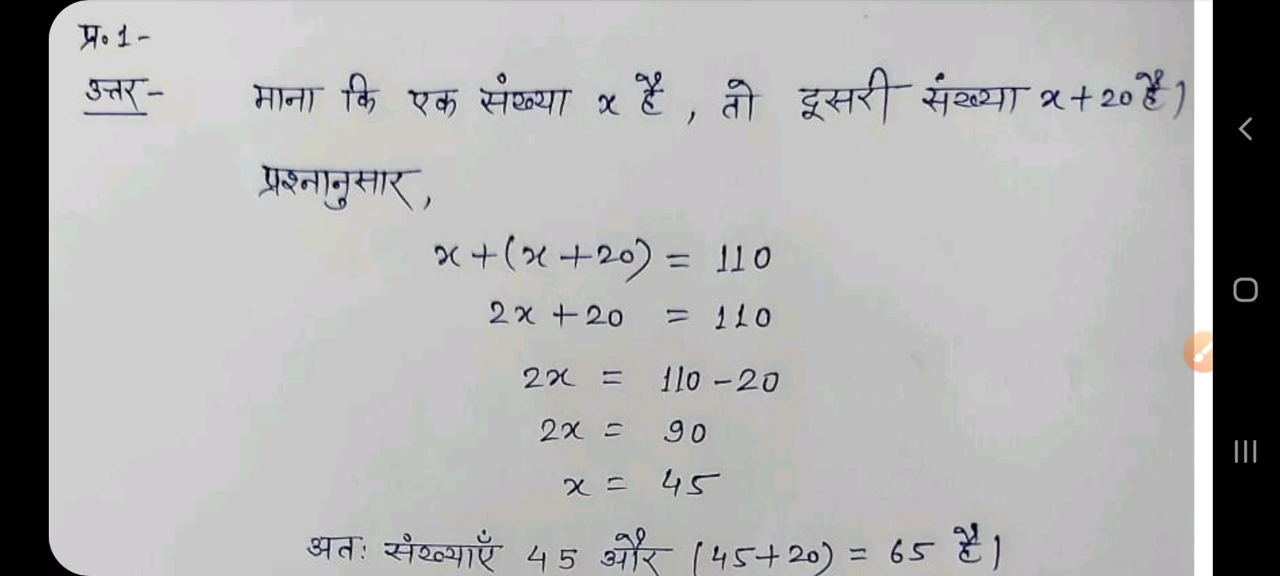 प्र॰ 1-
उत्तर- माना कि एक संख्या x है, तो दूसरी संख्या x+20 है।
प्रश्नानुसार,
x+(x+20) = 110
2x+20 = 110
2x = 110-20
2x = 90
x = 45
अतः संख्याएँ 45 और (45+20) = 65 है।